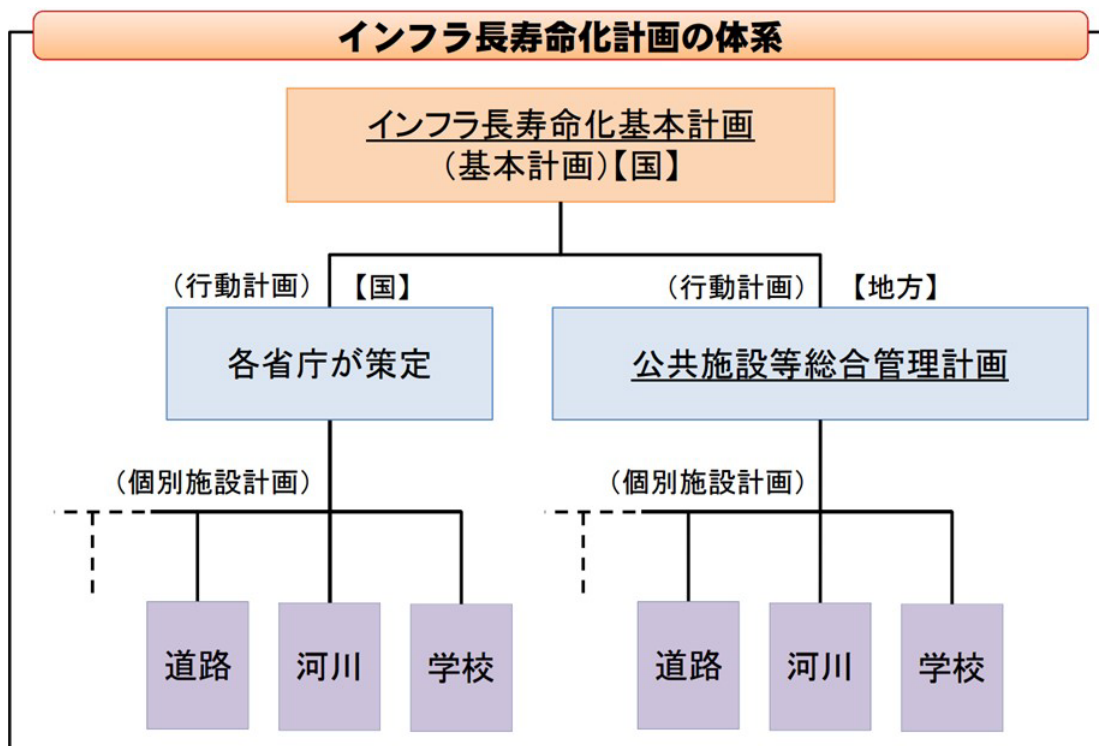 インフラ長寿命化計画の体系
インフラ長寿命化基本計画
（基本計画）【国】
（行動計画）【国】
（行動計画）【地方】
各省庁が策定
公共施設等総合管理計画
（個別施設計画）
（個別施設計画）
道路
河川
学校
道路
河川
学校